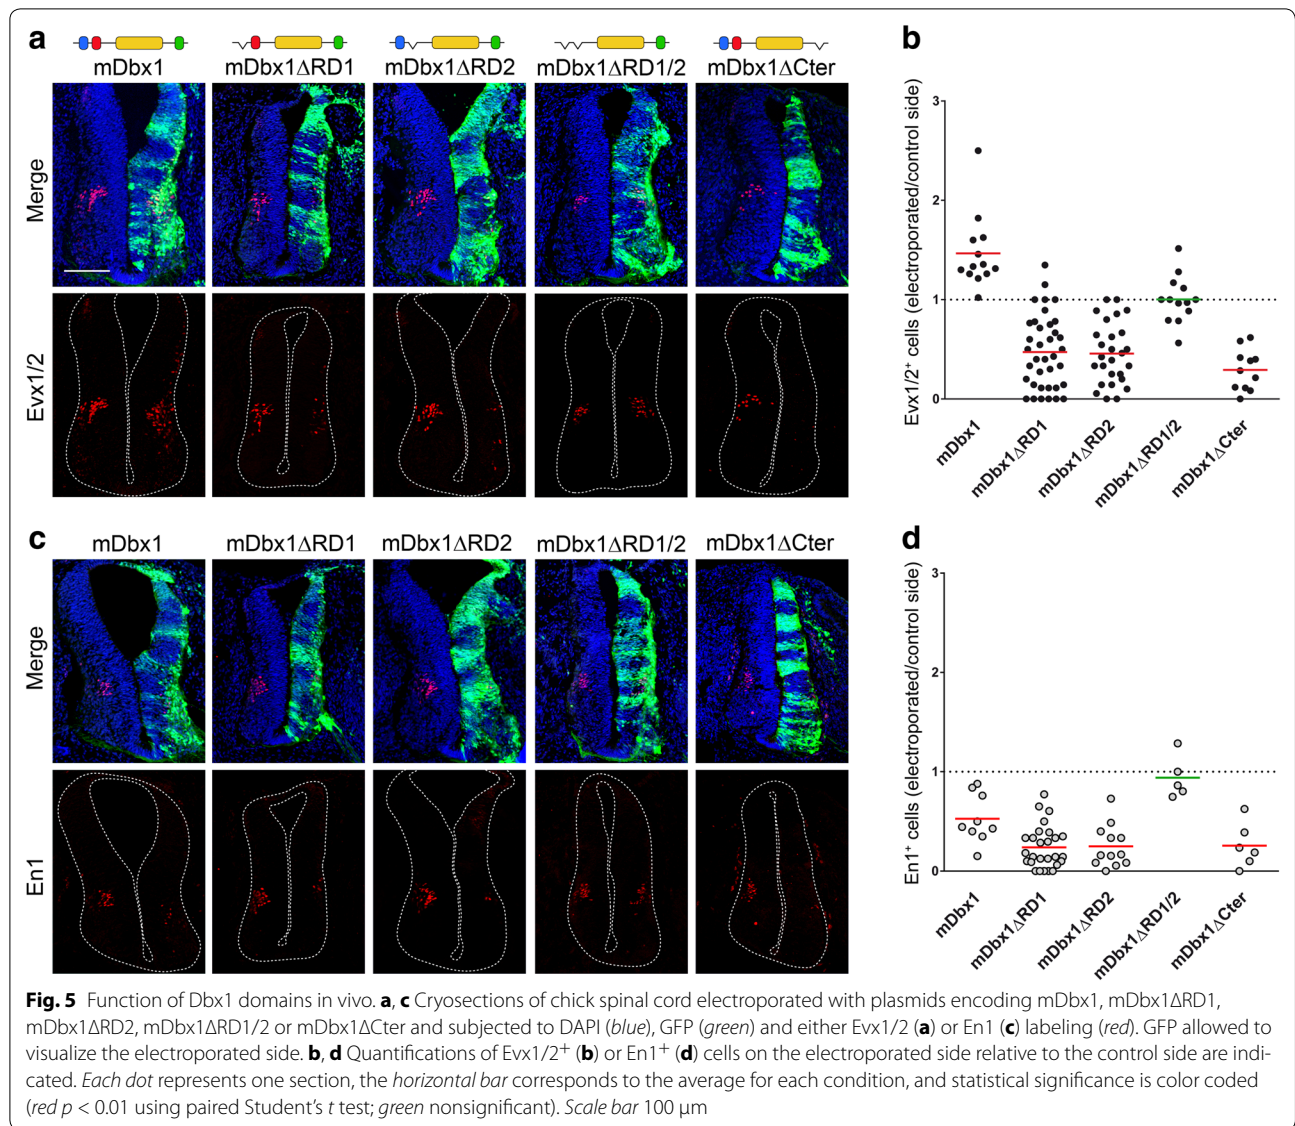 a
mDbx1 mDbx1ΔRD1 mDbx1ΔRD2 mDbx1ΔRD1/2 mDbx1ΔCter
Merge
Evx1/2
b
Evx1/2+ cells (electroporated/control side)
3
2
1
0
mDbx1
mDbx1ΔRD1
mDbx1ΔRD2
mDbx1ΔRD1/2
mDbx1ΔCter
c
mDbx1 mDbx1ΔRD1 mDbx1ΔRD2 mDbx1ΔRD1/2 mDbx1ΔCter
Merge
En1
d
En1+ cells (electroporated/control side)
3
2
1
0
mDbx1
mDbx1ΔRD1
mDbx1ΔRD2
mDbx1ΔRD1/2
mDbx1ΔCter
Fig. 5 Function of Dbx1 domains in vivo. a, c Cryosections of chick spinal cord electroporated with plasmids encoding mDbx1, mDbx1ΔRD1,
mDbx1ΔRD2, mDbx1ΔRD1/2 or mDbx1ΔCter and subjected to DAPI (blue), GFP (green) and either Evx1/2 (a) or En1 (c) labeling (red). GFP allowed to
visualize the electroporated side. b, d Quantifications of Evx1/2+ (b) or En1+ (d) cells on the electroporated side relative to the control side are indi-
cated. Each dot represents one section, the horizontal bar corresponds to the average for each condition, and statistical significance is color coded
(red p < 0.01 using paired Student's t test; green nonsignificant). Scale bar 100 μm